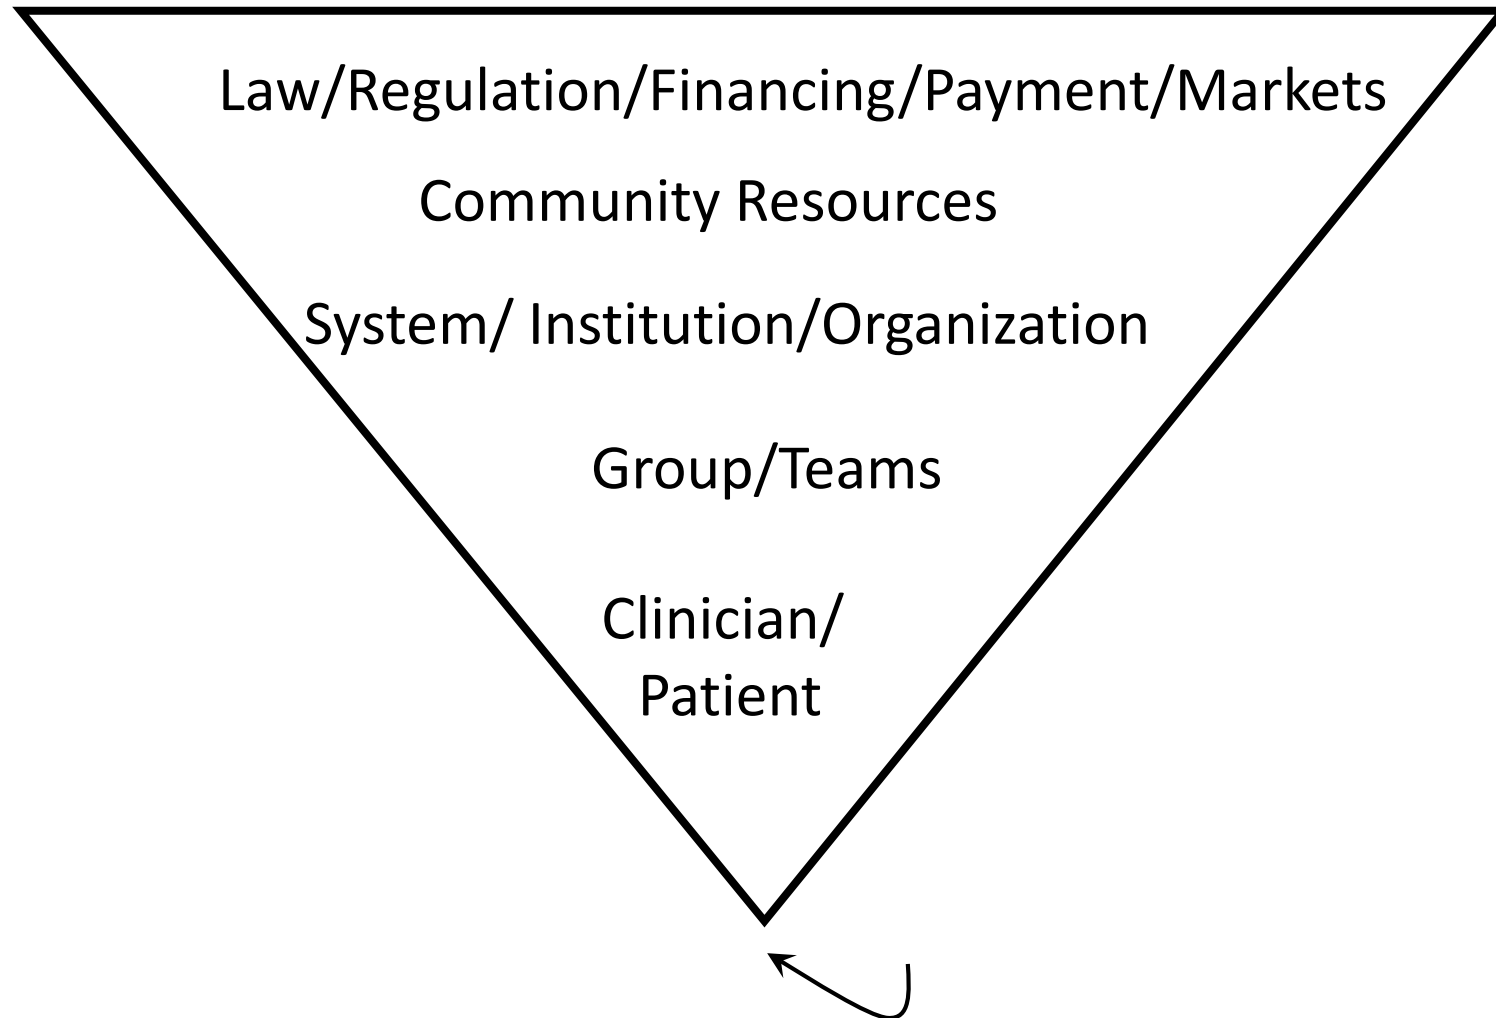 Law/Regulation/Financing/Payment/Markets
Community Resources
System/ Institution/Organization
Group/Teams
Clinician/
Patient